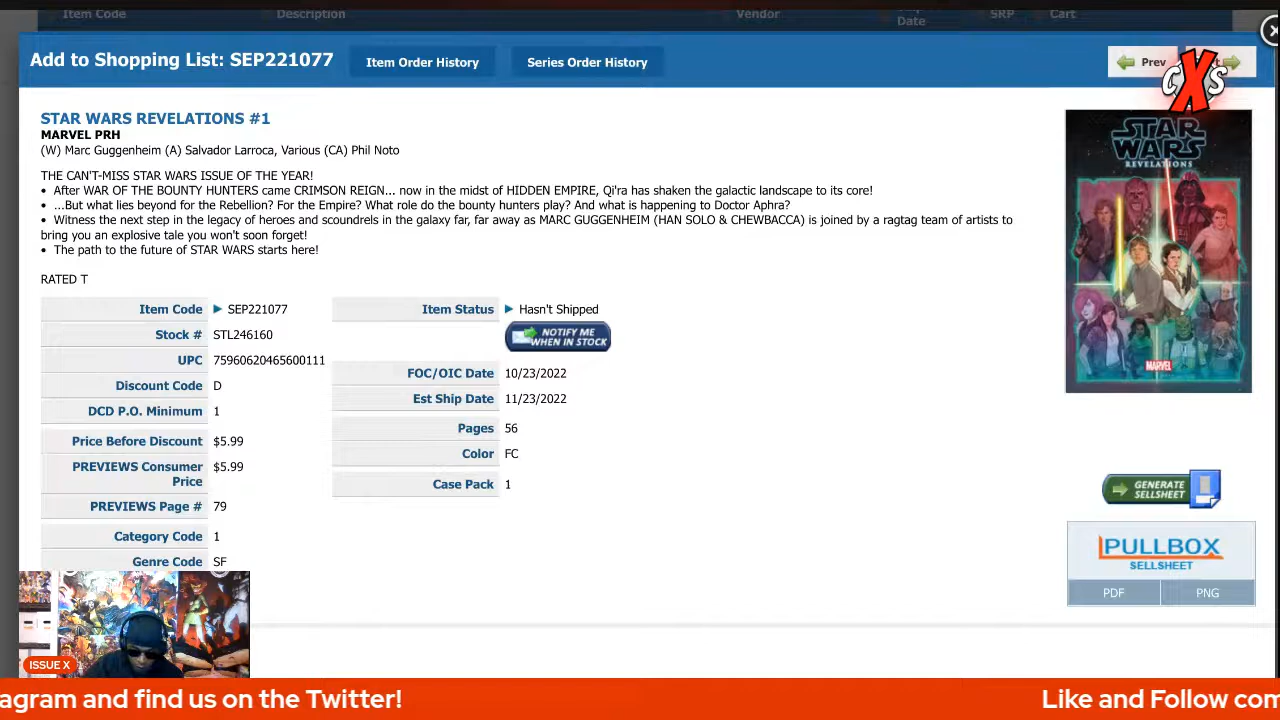 Item Code Description Vendor Date SRP Cart
Add to Shopping List: SEP221077 Item Order History Series Order History Prev
CXS
STAR WARS REVELATIONS #1
MARVEL PRH
(W) Marc Guggenheim (A) Salvador Larroca, Various (CA) Phil Noto
THE CAN'T-MISS STAR WARS ISSUE OF THE YEAR!
• After WAR OF THE BOUNTY HUNTERS came CRIMSON REIGN... now in the midst of HIDDEN EMPIRE, Qi'ra has shaken the galactic landscape to its core!
• ...But what lies beyond for the Rebellion? For the Empire? What role do the bounty hunters play? And what is happening to Doctor Aphra?
• Witness the next step in the legacy of heroes and scoundrels in the galaxy far, far away as MARC GUGGENHEIM (HAN SOLO & CHEWBACCA) is joined by a ragtag team of artists to
bring you an explosive tale you won't soon forget!
• The path to the future of STAR WARS starts here!
RATED T
STAR
WARS
REVELATIONS
MARVEL
Item Code SEP221077
Stock # STL246160
UPC 75960620465600111
Discount Code D
DCD P.O. Minimum 1
Price Before Discount $5.99
PREVIEWS Consumer
Price $5.99
PREVIEWS Page # 79
Category Code 1
Genre Code SF
Item Status Hasn't Shipped
NOTIFY ME
WHEN IN STOCK
FOC/OIC Date 10/23/2022
Est Ship Date 11/23/2022
Pages 56
Color FC
Case Pack 1
GENERATE
SELLSHEET
PULLBOX
SELLSHEET
PDF PNG
ISSUE X
agram and find us on the Twitter! Like and Follow com